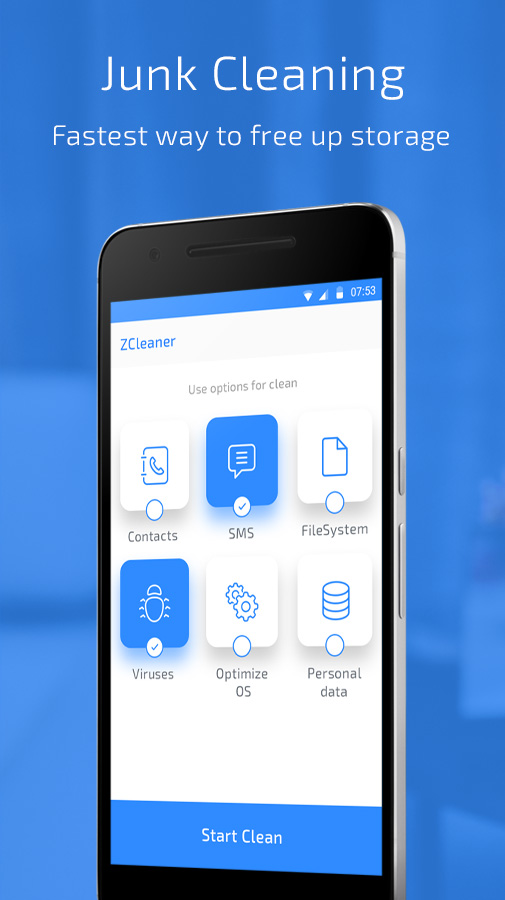 Junk Cleaning
Fastest way to free up storage
07:53
ZCleaner
Use options for clean
Contacts
SMS
FileSystem
Viruses
Optimize
OS
Personal
data
Start Clean